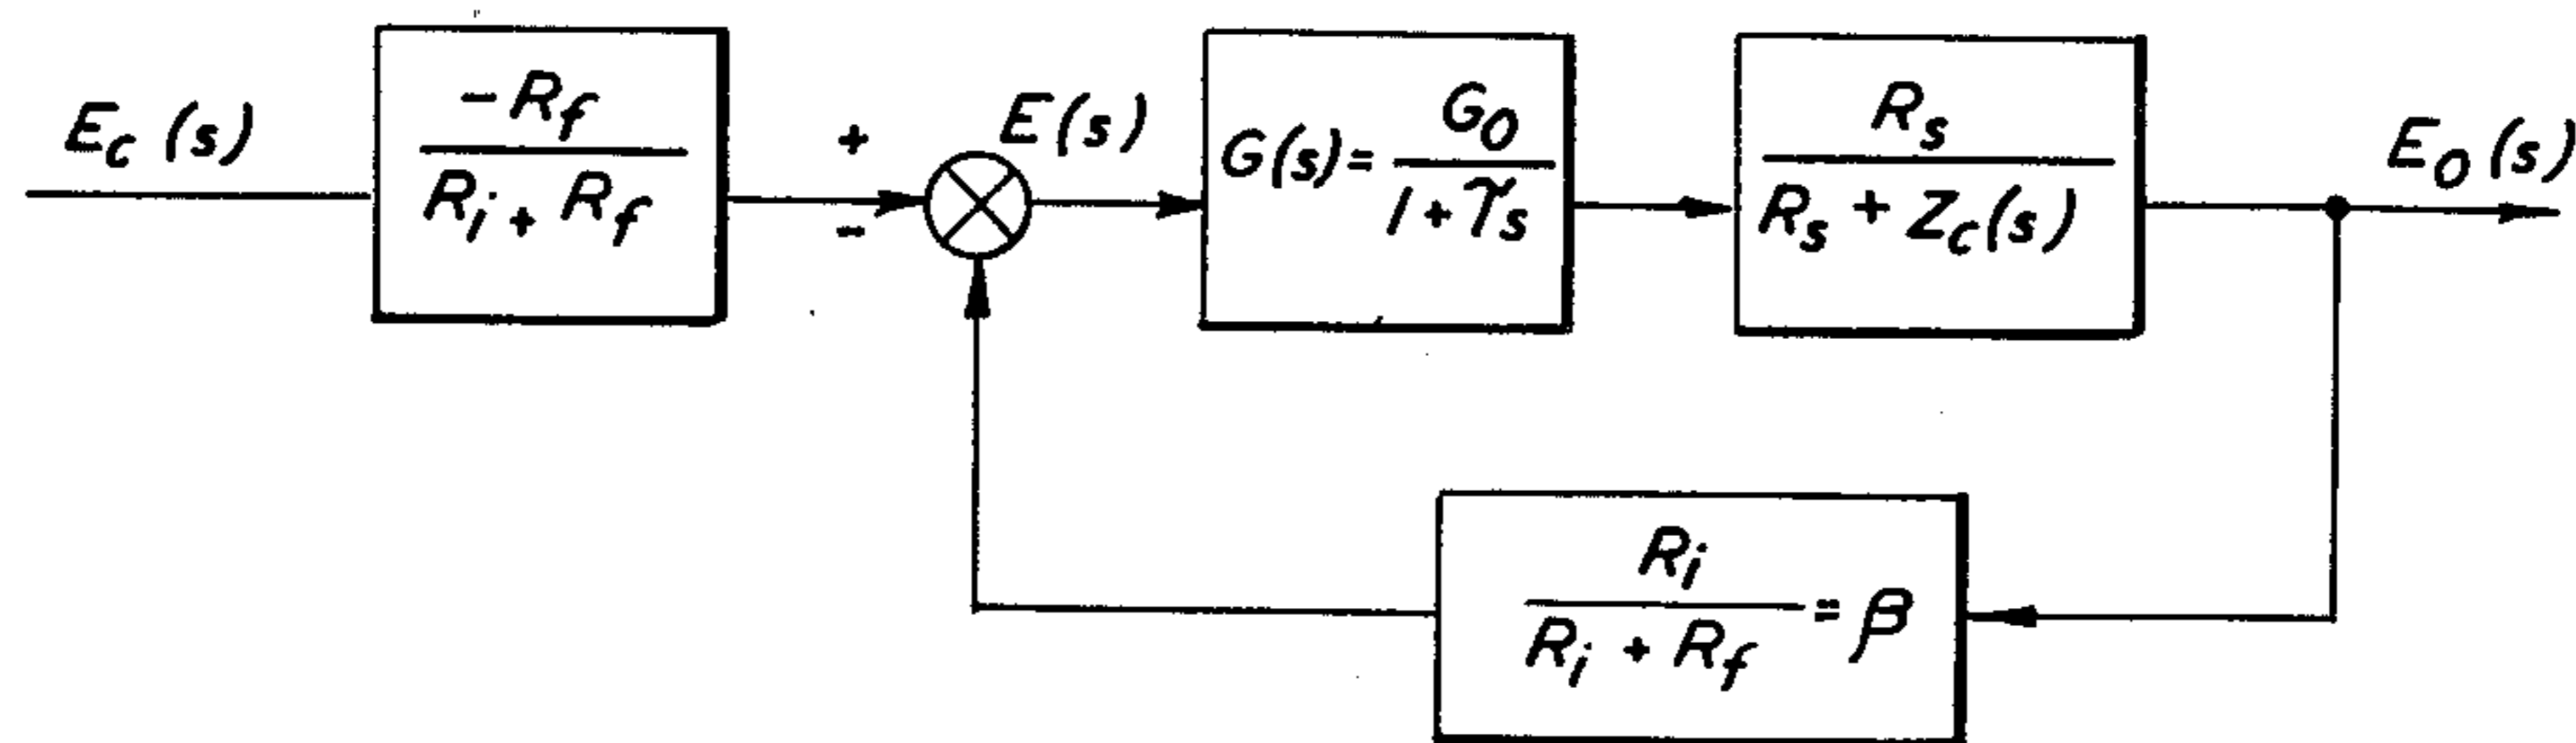 E_c(s)
-R_f
R_i + R_f
+
-
E(s)
G(s) = G_0 / 1 + τs
R_s
R_s + Z_c(s)
E_0(s)
R_i / R_i + R_f = β